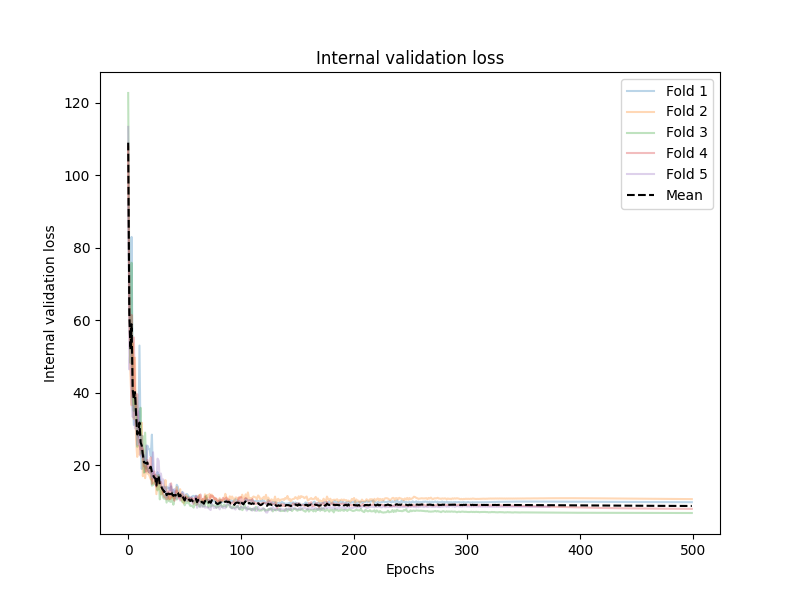 Internal validation loss
Fold 1
Fold 2
Fold 3
Fold 4
Fold 5
Mean
120
100
80
60
40
20
Internal validation loss
0
100
200
300
400
500
Epochs